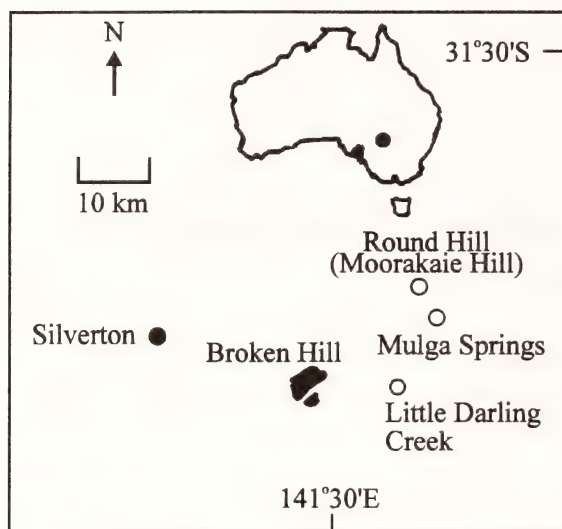 N
31°30'S
10 km
Round Hill
(Moorakaie Hill)
Silverton
Broken Hill
Mulga Springs
Little Darling
Creek
141°30'E